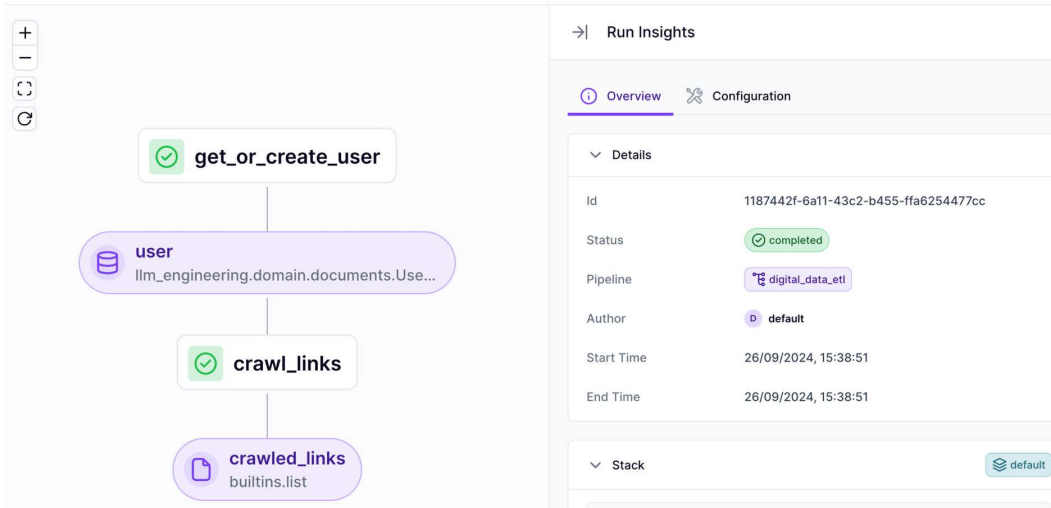 get_or_create_user
user
llm_engineering.domain.documents.Use...
crawl_links
crawled_links
builtins.list
Run Insights
Overview
Configuration
Details
Id 1187442f-6a11-43c2-b455-ffa6254477cc
Status completed
Pipeline digital_data_etl
Author D default
Start Time 26/09/2024, 15:38:51
End Time 26/09/2024, 15:38:51
Stack default